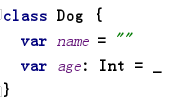 class Dog {
  var name = ""
  var age: Int = _
}